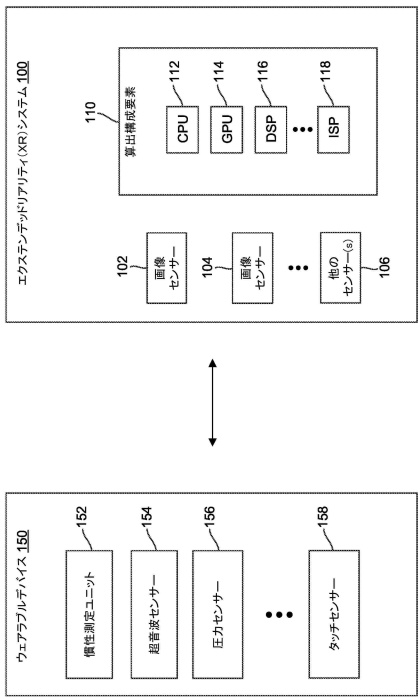 エクステンデッドリアリティ(XR)システム 100
110
算出構成要素
112
CPU
114
GPU
116
DSP
118
ISP
102
画像
センサー
104
画像
センサー
他の
センサー(s)
106
ウェアラブルデバイス 150
152
慣性測定ユニット
154
超音波センサー
156
圧力センサー
158
タッチセンサー